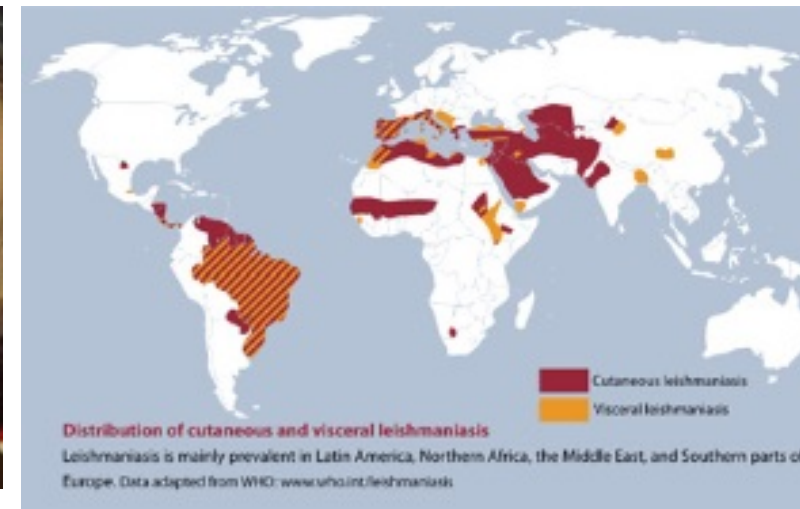 Cutaneous leishmaniasis
Visceral leishmaniasis
Distribution of cutaneous and visceral leishmaniasis
Leishmaniasis is mainly prevalent in Latin America, Northern Africa, the Middle East, and Southern parts of
Europe. Data adapted from WHO: www.who.int/leishmaniasis